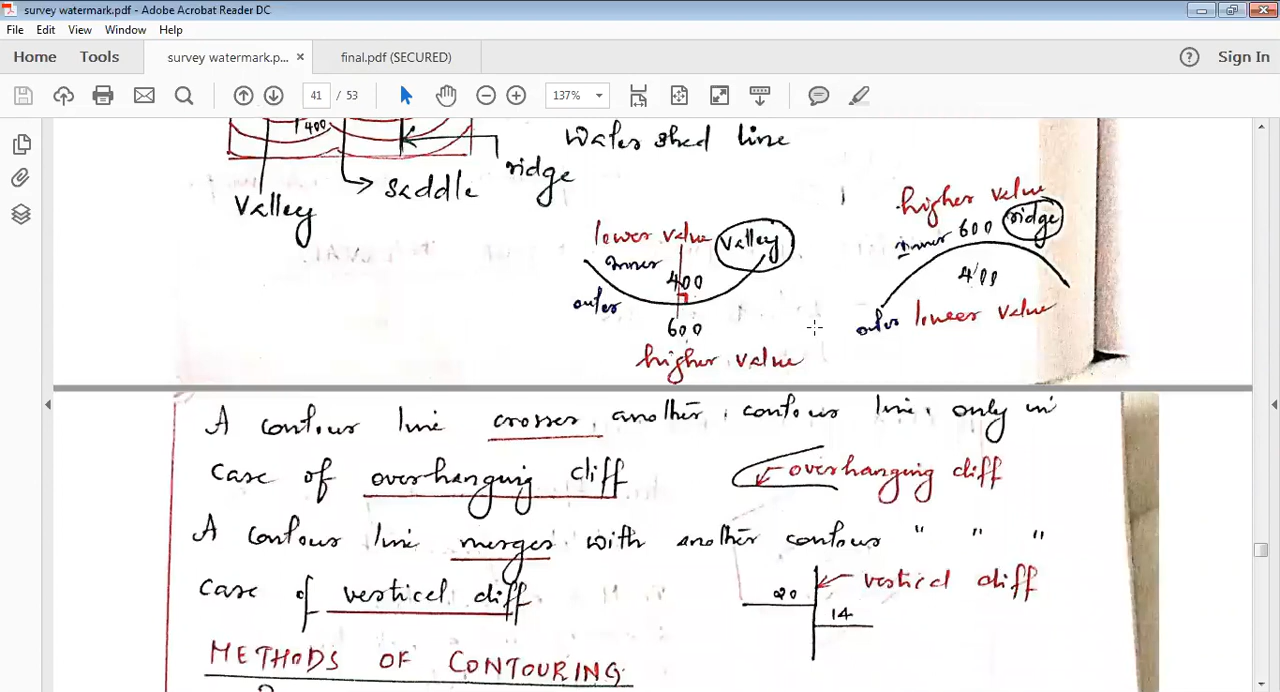 survey watermark.pdf - Adobe Acrobat Reader DC
File Edit View Window Help
Home Tools survey watermark.p... × final.pdf (SECURED) Sign In
41 / 53 137%
400
Water shed line
ridge
saddle
Valley
lower value Valley
Inner
400
outer
600
higher value
higher value
Inner 600 ridge
400
outer lower value
A contour line crosses another contour line, only in
case of overhanging cliff overhanging cliff
A contour line merges with another contour " " "
case of vertical cliff vertical cliff
20
14
METHODS OF CONTOURING